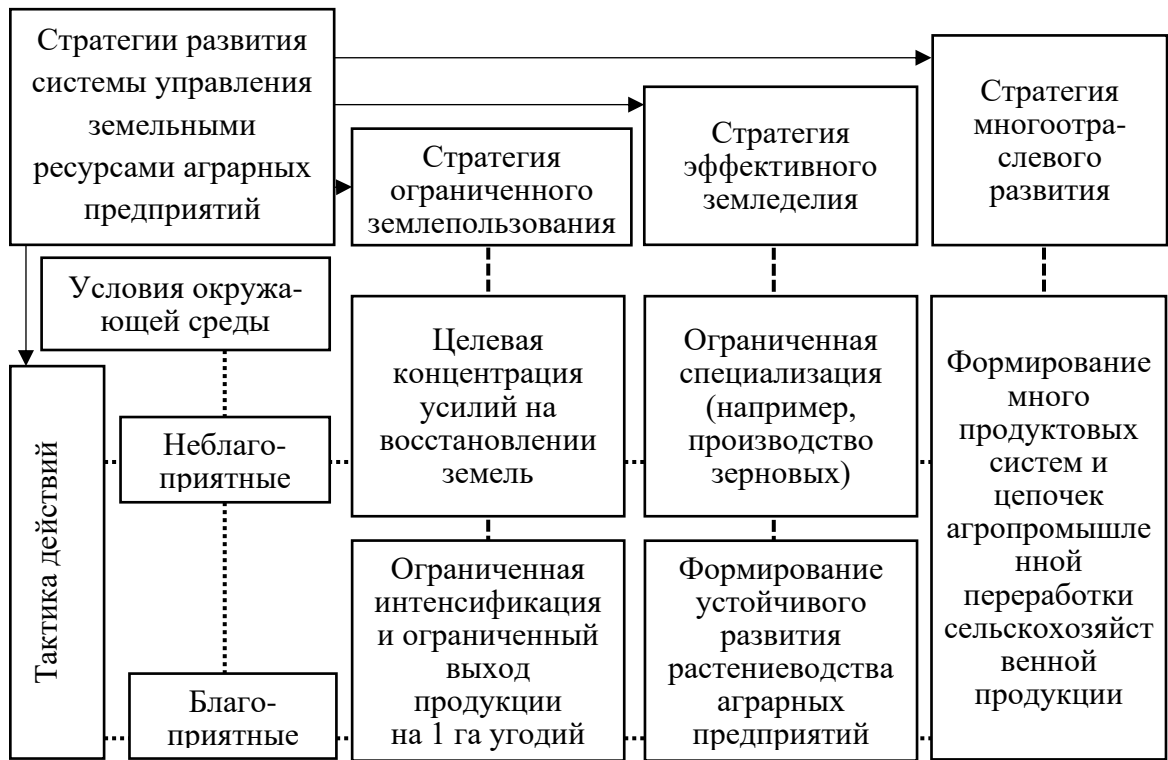 Стратегии развития
системы управления
земельными
ресурсами аграрных
предприятий
Стратегия
ограниченного
землепользования
Стратегия
эффективного
земледелия
Стратегия
многоотра-
слевого
развития
Условия окружа-
ющей среды
Тактика действий
Неблаго-
приятные
Целевая
концентрация
усилий на
восстановлении
земель
Ограниченная
специализация
(например,
производство
зерновых)
Формирование
много
продуктовых
систем и
цепочек
агропромышле
нной
переработки
сельскохозяйст
венной
продукции
Благо-
приятные
Ограниченная
интенсификация
и ограниченный
выход
продукции
на 1 га угодий
Формирование
устойчивого
развития
растениеводства
аграрных
предприятий